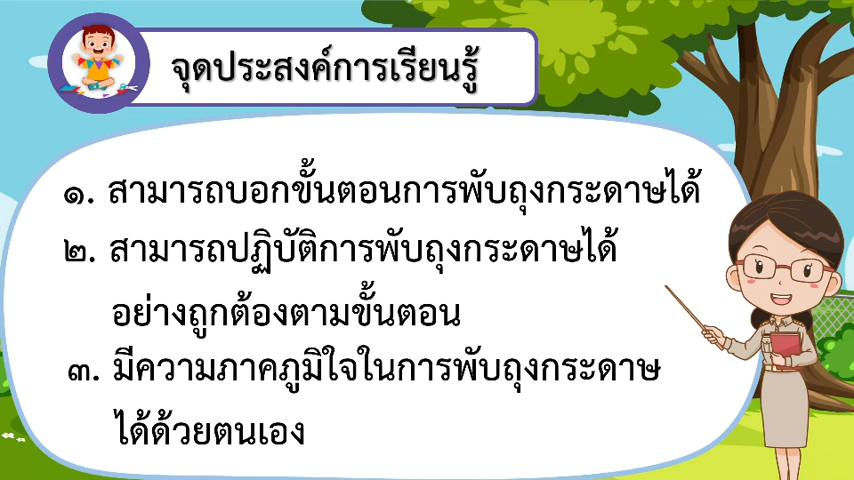 จุดประสงค์การเรียนรู้
๑. สามารถบอกขั้นตอนการพับถุงกระดาษได้
๒. สามารถปฏิบัติการพับถุงกระดาษได้
อย่างถูกต้องตามขั้นตอน
๓. มีความภาคภูมิใจในการพับถุงกระดาษ
ได้ด้วยตนเอง